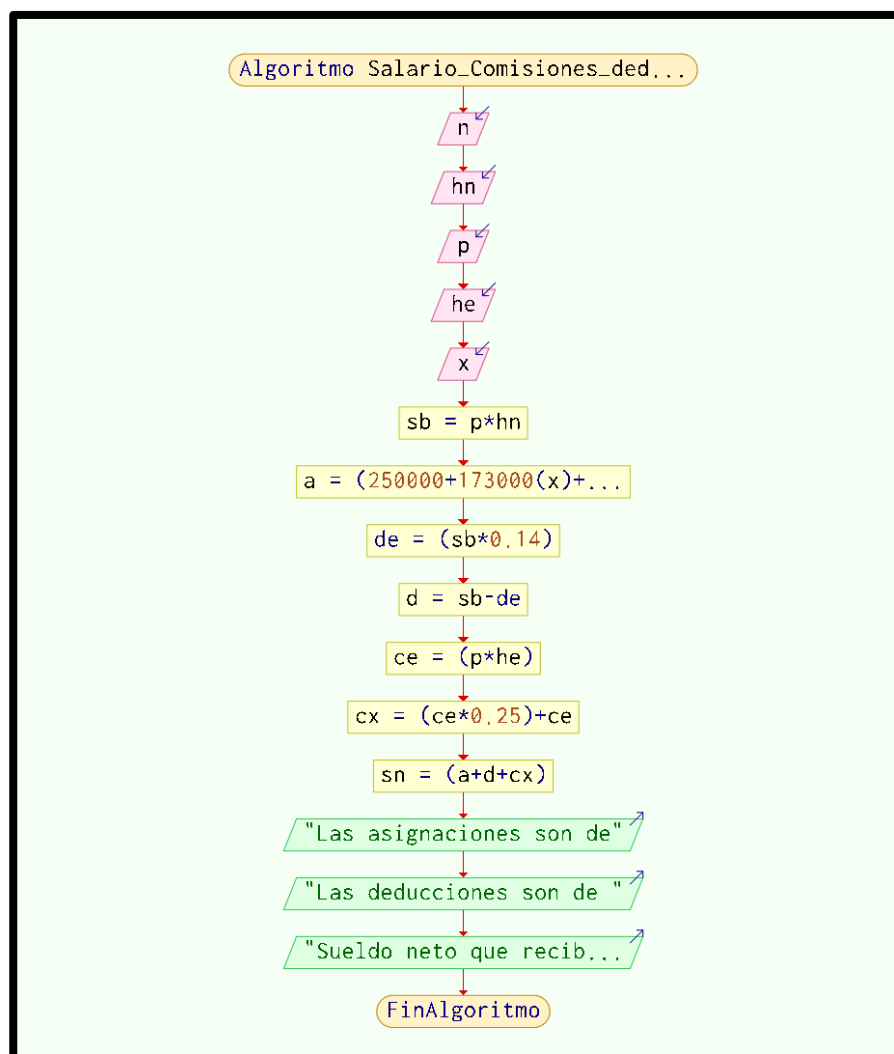 Algoritmo Salario_Comisiones_ded...
n
hn
p
he
x
sb = p*hn
a = (250000+173000(x)+...
de = (sb*0.14)
d = sb-de
ce = (p*he)
cx = (ce*0.25)+ce
sn = (a+d+cx)
"Las asignaciones son de"
"Las deducciones son de "
"Sueldo neto que recib...
FinAlgoritmo